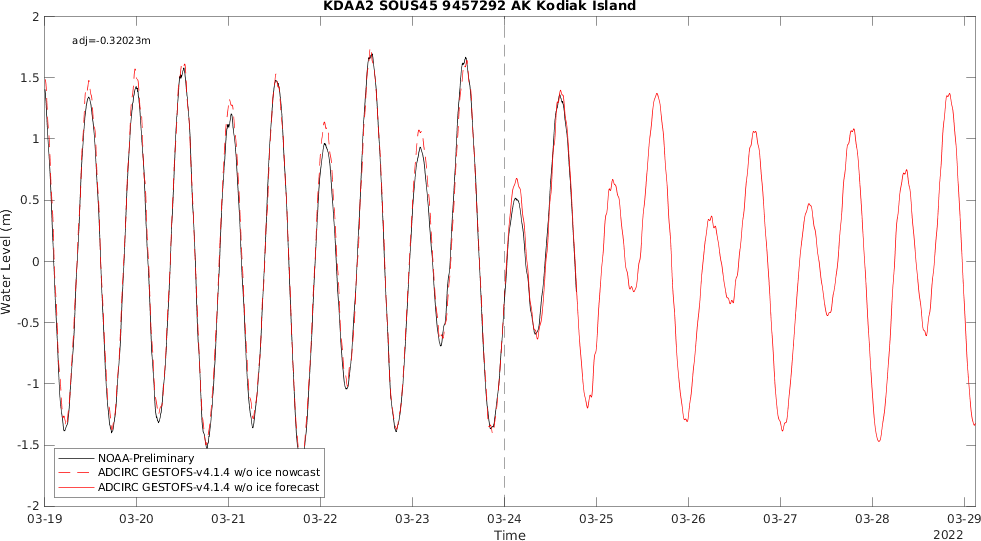 KDAA2 SOUS45 9457292 AK Kodiak Island
adj=-0.32023m
Water Level (m)
2
1.5
1
0.5
0
-0.5
-1
-1.5
-2
NOAA-Preliminary
ADCIRC GESTOFS-v4.1.4 w/o ice nowcast
ADCIRC GESTOFS-v4.1.4 w/o ice forecast
03-19 03-20 03-21 03-22 03-23 03-24 03-25 03-26 03-27 03-28 03-29
Time
2022